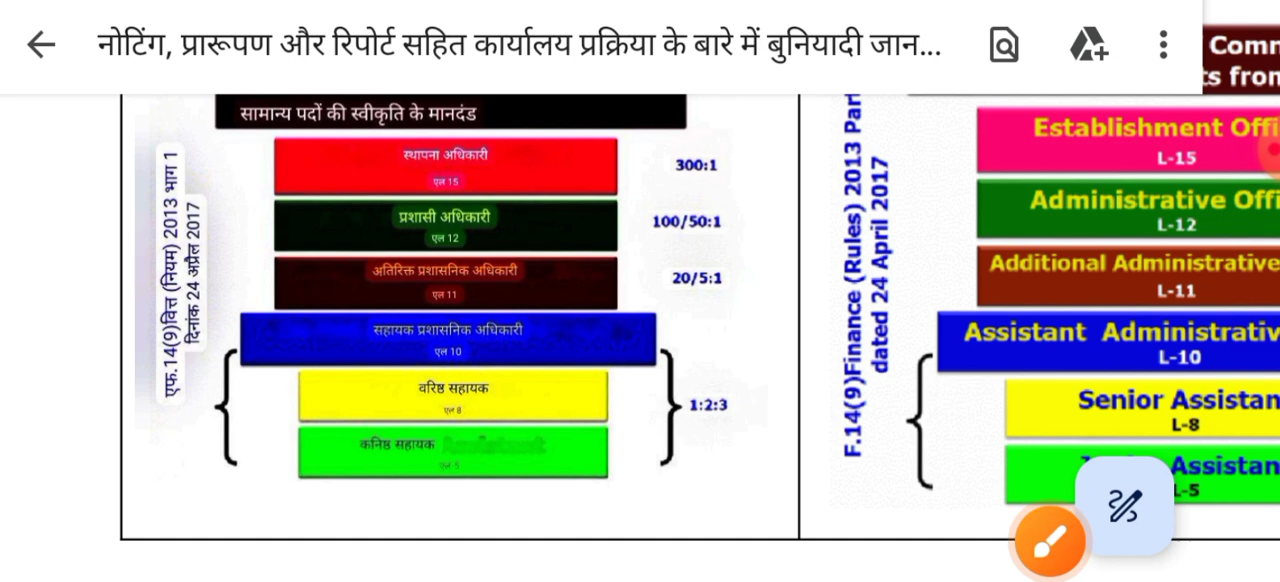 नोटिंग, प्रारूपण और रिपोर्ट सहित कार्यालय प्रक्रिया के बारे में बुनियादी जान...
सामान्य पदों की स्वीकृति के मानदंड
एफ.14(9)वित्त (नियम) 2013 भाग 1
दिनांक 24 अप्रैल 2017
स्थापना अधिकारी
एल 15
300:1
प्रशासी अधिकारी
एल 12
100/50:1
अतिरिक्त प्रशासनिक अधिकारी
एल 11
20/5:1
सहायक प्रशासनिक अधिकारी
एल 10
वरिष्ठ सहायक
एल 8
1:2:3
कनिष्ठ सहायक
एल 5
Comm
ts from
F.14(9)Finance (Rules) 2013 Part
dated 24 April 2017
Establishment Offi
L-15
Administrative Offi
L-12
Additional Administrative
L-11
Assistant Administrativ
L-10
Senior Assistan
L-8
Assistan
L-5